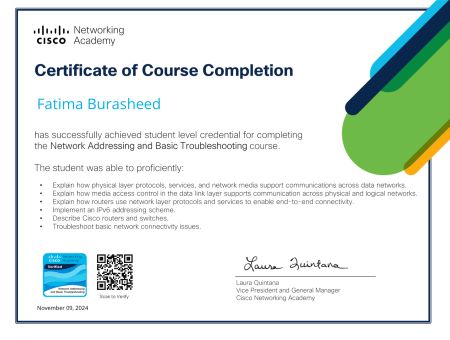 Networking
CISCO Academy
Certificate of Course Completion
Fatima Burasheed
has successfully achieved student level credential for completing
the Network Addressing and Basic Troubleshooting course.
The student was able to proficiently:
• Explain how physical layer protocols, services, and network media support communications across data networks.
• Explain how media access control in the data link layer supports communication across physical and logical networks.
• Explain how routers use network layer protocols and services to enable end-to-end connectivity.
• Implement an IPv6 addressing scheme.
• Describe Cisco routers and switches.
• Troubleshoot basic network connectivity issues.
CISCO
Verified
Network Addressing
and Basic Troubleshooting
Scan to Verify
Laura Quintana
Laura Quintana
Vice President and General Manager
Cisco Networking Academy
November 09, 2024